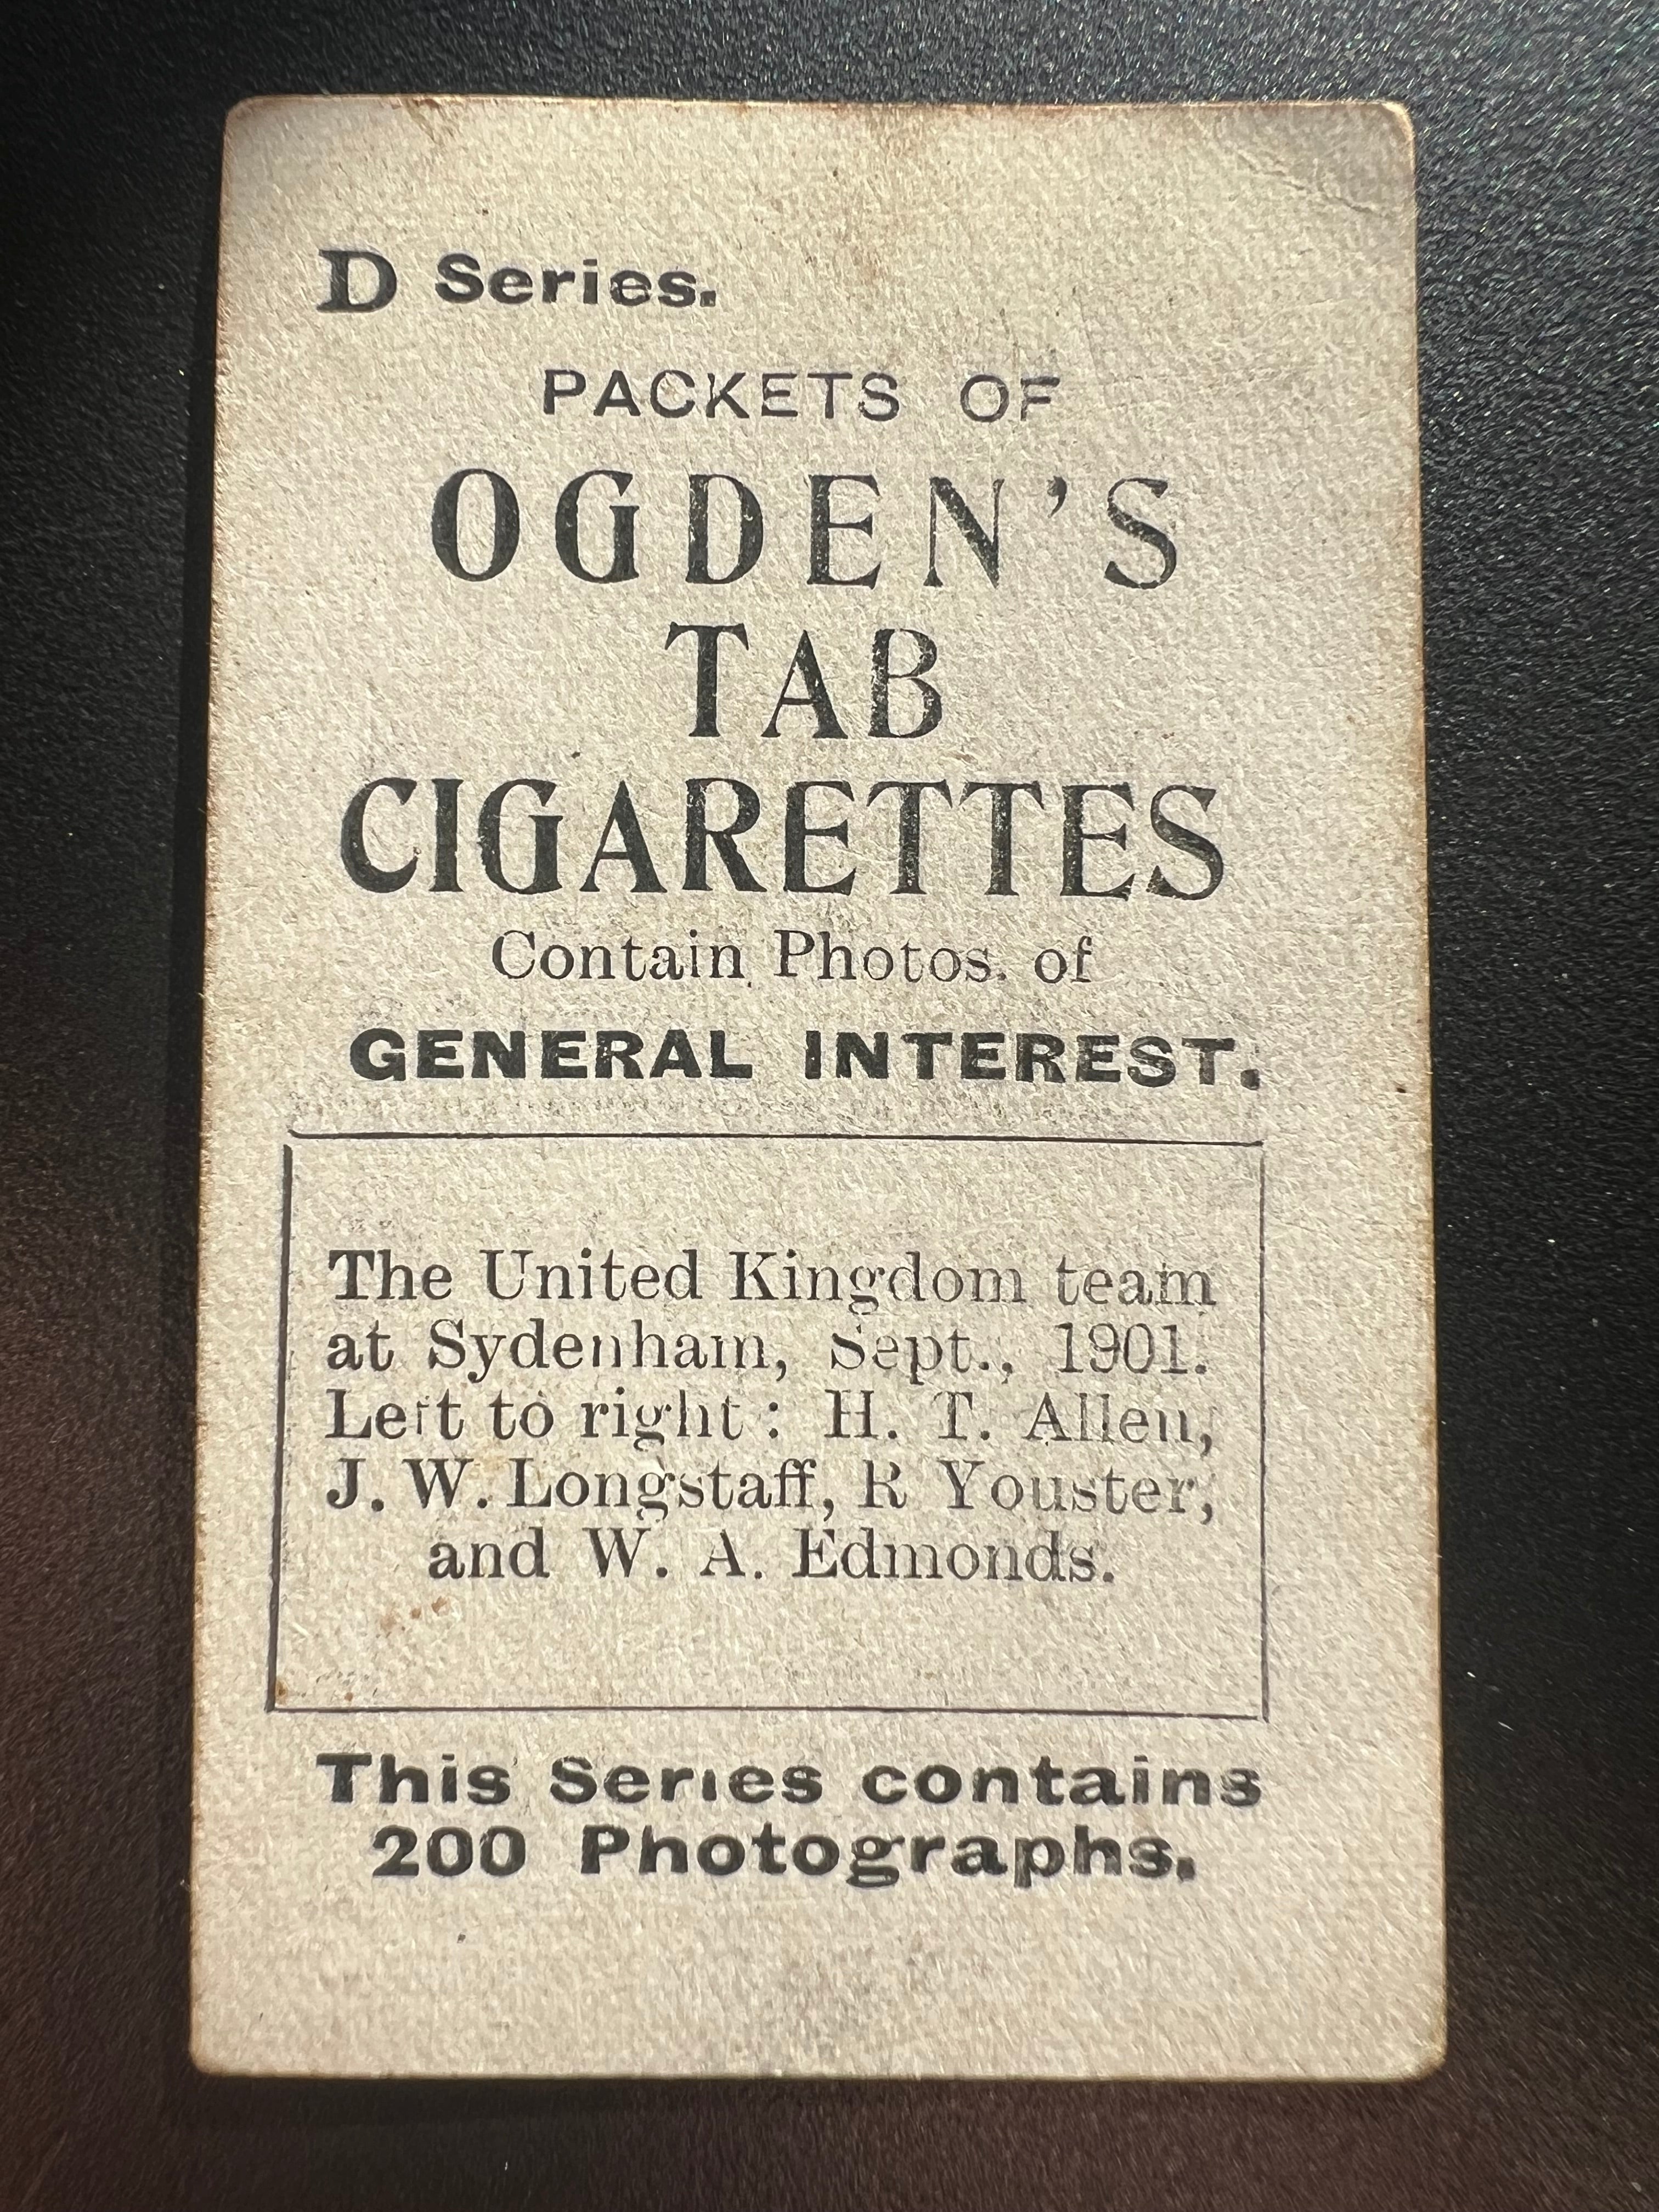 D Series.
PACKETS OF
OGDEN'S
TAB
CIGARETTES
Contain Photos. of
GENERAL INTEREST.
The United Kingdom team
at Sydenham, Sept., 1901.
Left to right : H. T. Allen,
J. W. Longstaff, R Youster,
and W. A. Edmonds.
This Series contains
200 Photographs.